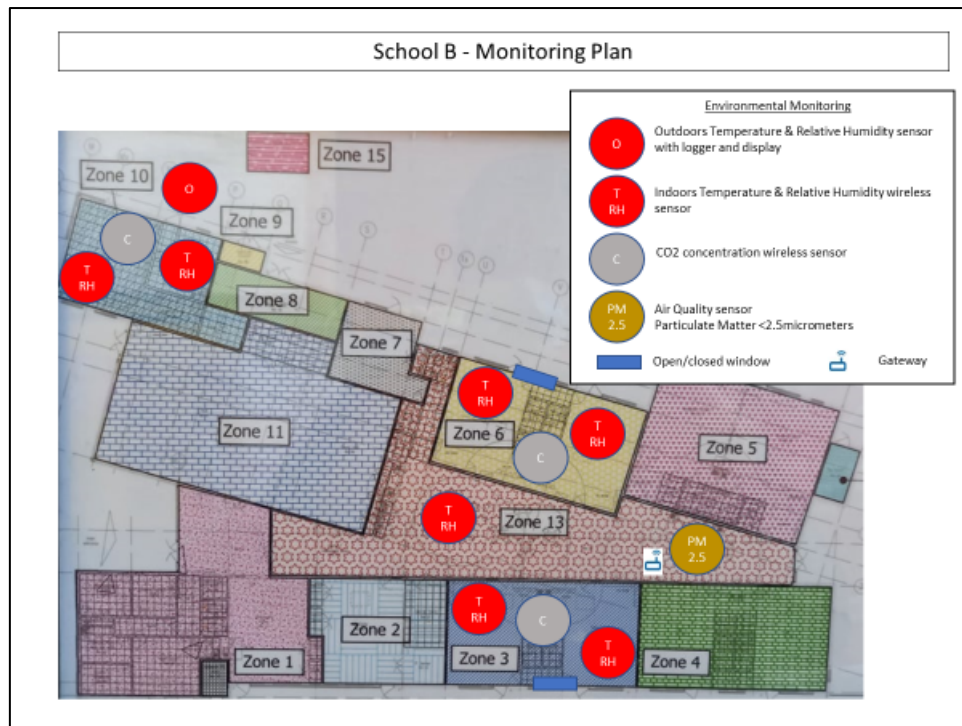 School B - Monitoring Plan
Environmental Monitoring
O
Outdoors Temperature & Relative Humidity sensor
with logger and display
T
RH
Indoors Temperature & Relative Humidity wireless
sensor
C
CO2 concentration wireless sensor
PM
2.5
Air Quality sensor
Particulate Matter <2.5micrometers
Open/closed window
Gateway
Zone 15
Zone 10
O
Zone 9
C
T
RH
T
RH
Zone 8
Zone 7
T
RH
Zone 6
T
RH
Zone 11
C
Zone 5
T
RH
Zone 13
PM
2.5
T
RH
C
Zone 2
T
RH
Zone 1
Zone 3
Zone 4